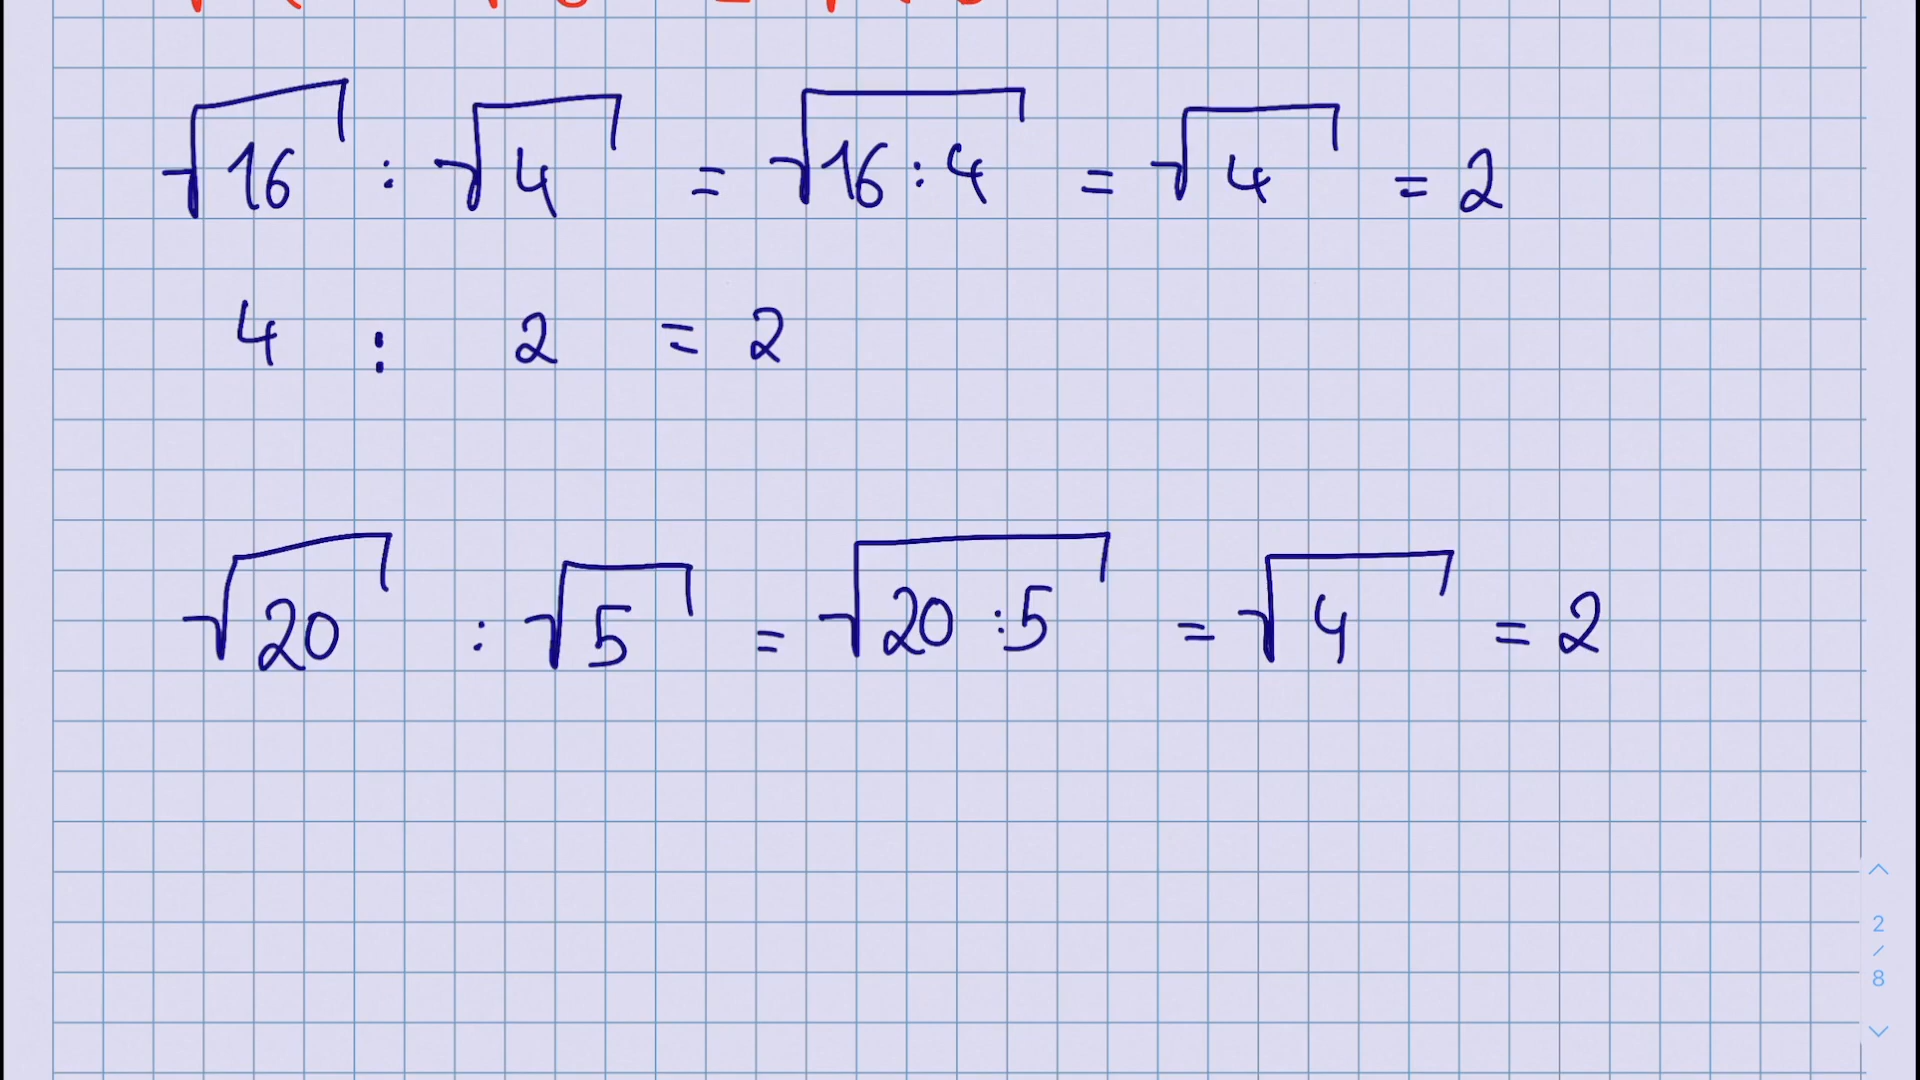 √16 : √4 = √16:4 = √4 = 2
4 : 2 = 2
√20 : √5 = √20:5 = √4 = 2
2
/
8